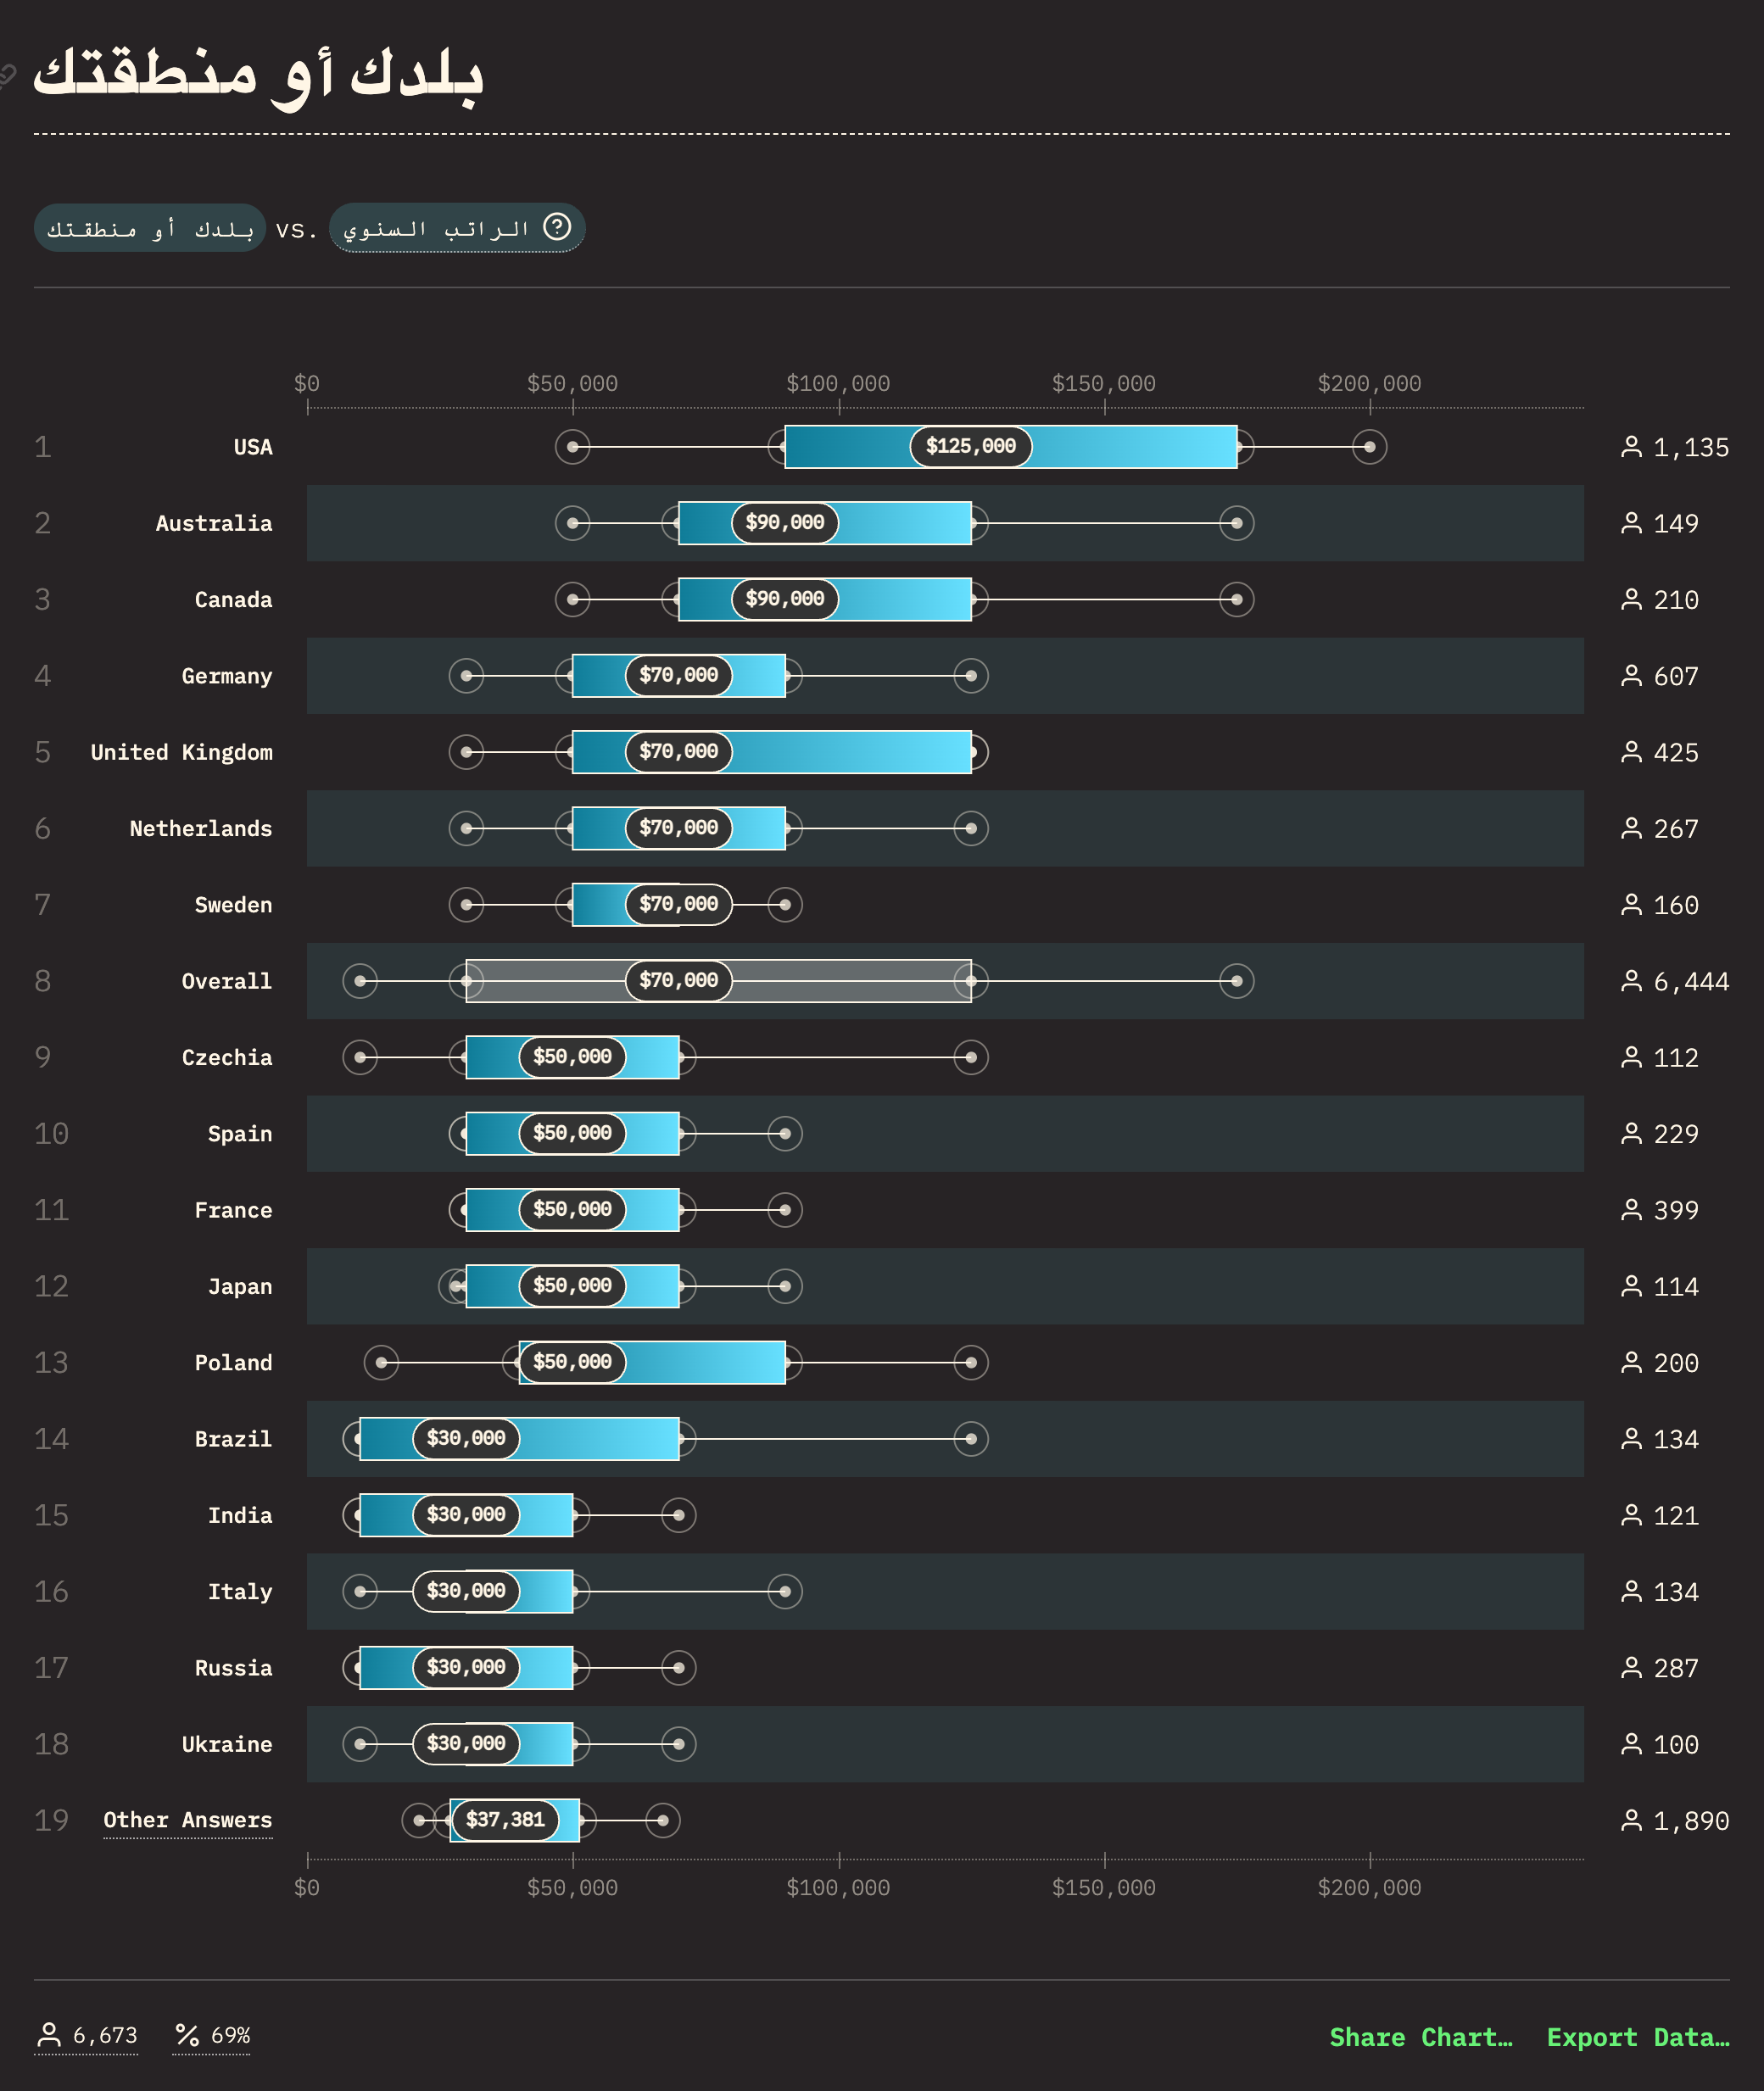 بلدك أو منطقتك
بلدك أو منطقتك vs. الراتب السنوي
$0 $50,000 $100,000 $150,000 $200,000
1 USA $125,000 1,135
2 Australia $90,000 149
3 Canada $90,000 210
4 Germany $70,000 607
5 United Kingdom $70,000 425
6 Netherlands $70,000 267
7 Sweden $70,000 160
8 Overall $70,000 6,444
9 Czechia $50,000 112
10 Spain $50,000 229
11 France $50,000 399
12 Japan $50,000 114
13 Poland $50,000 200
14 Brazil $30,000 134
15 India $30,000 121
16 Italy $30,000 134
17 Russia $30,000 287
18 Ukraine $30,000 100
19 Other Answers $37,381 1,890
$0 $50,000 $100,000 $150,000 $200,000
6,673 69% Share Chart… Export Data…